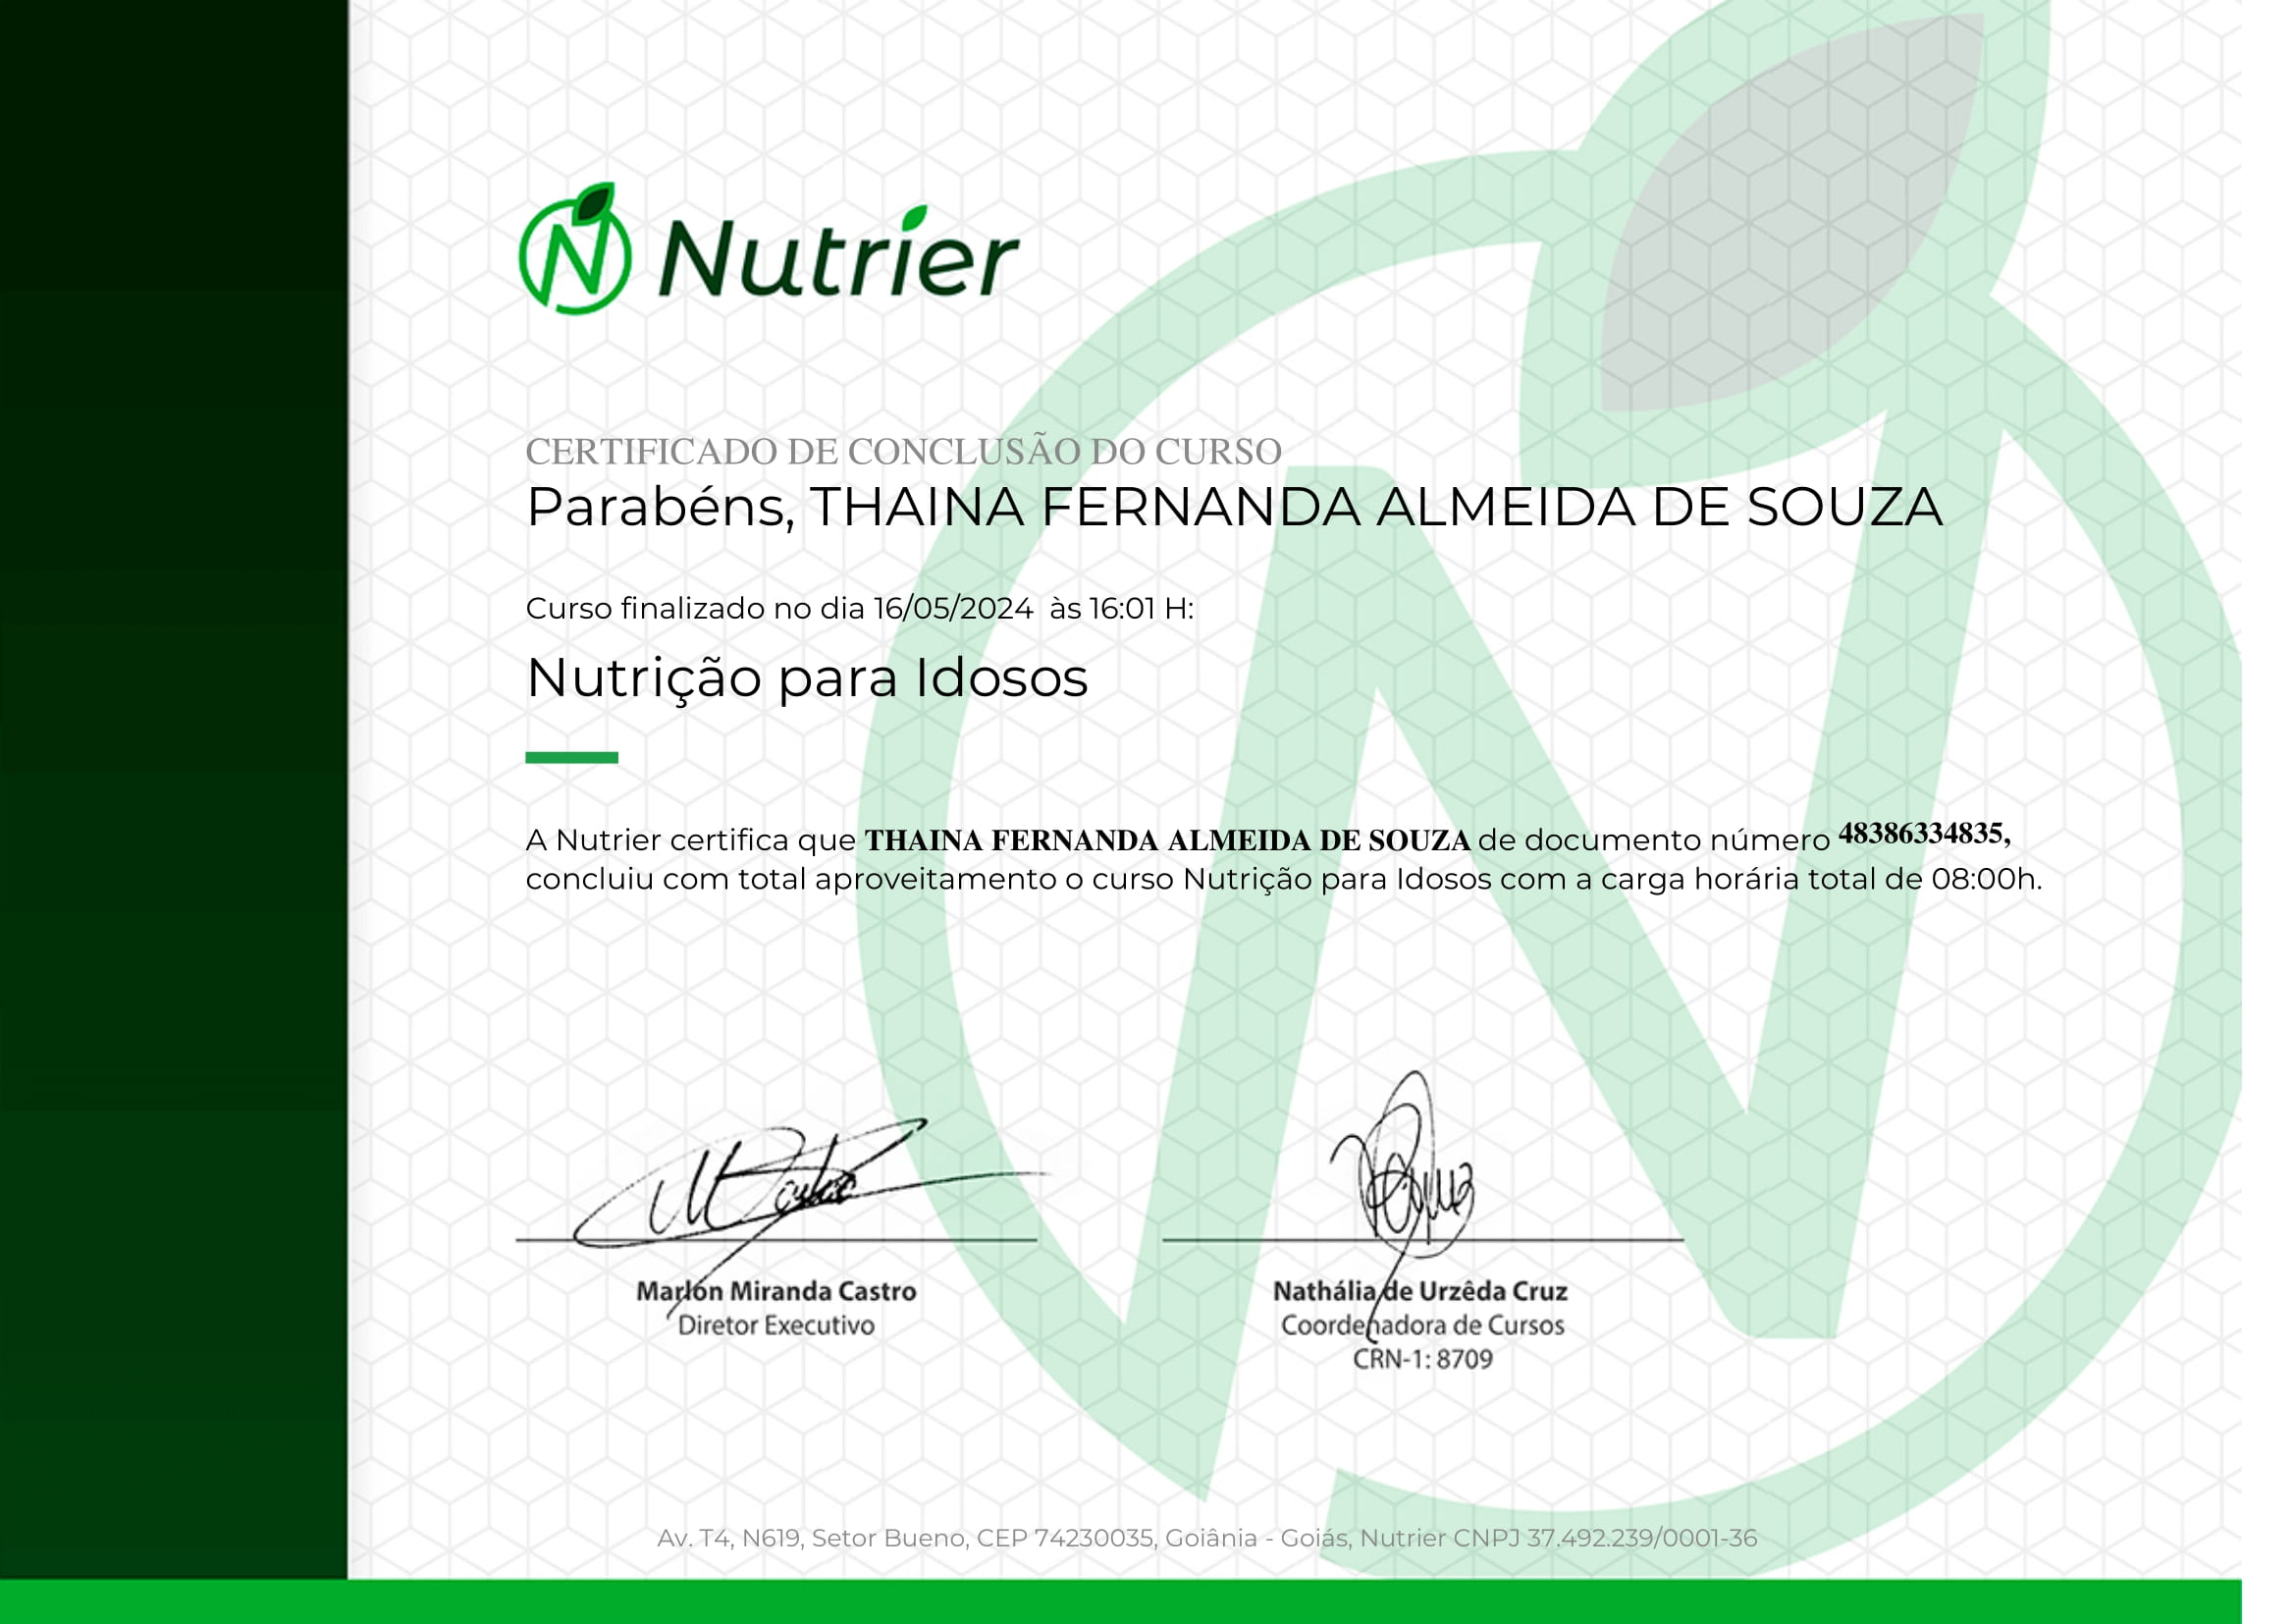 Nutrier
CERTIFICADO DE CONCLUSÃO DO CURSO
Parabéns, THAINA FERNANDA ALMEIDA DE SOUZA
Curso finalizado no dia 16/05/2024 às 16:01 H:
Nutrição para Idosos
A Nutrier certifica que THAINA FERNANDA ALMEIDA DE SOUZA de documento número 48386334835,
concluiu com total aproveitamento o curso Nutrição para Idosos com a carga horária total de 08:00h.
Marlon Miranda Castro
Diretor Executivo
Nathália de Urzêda Cruz
Coordenadora de Cursos
CRN-1: 8709
Av. T4, N619, Setor Bueno, CEP 74230035, Goiânia - Goiás, Nutrier CNPJ 37.492.239/0001-36